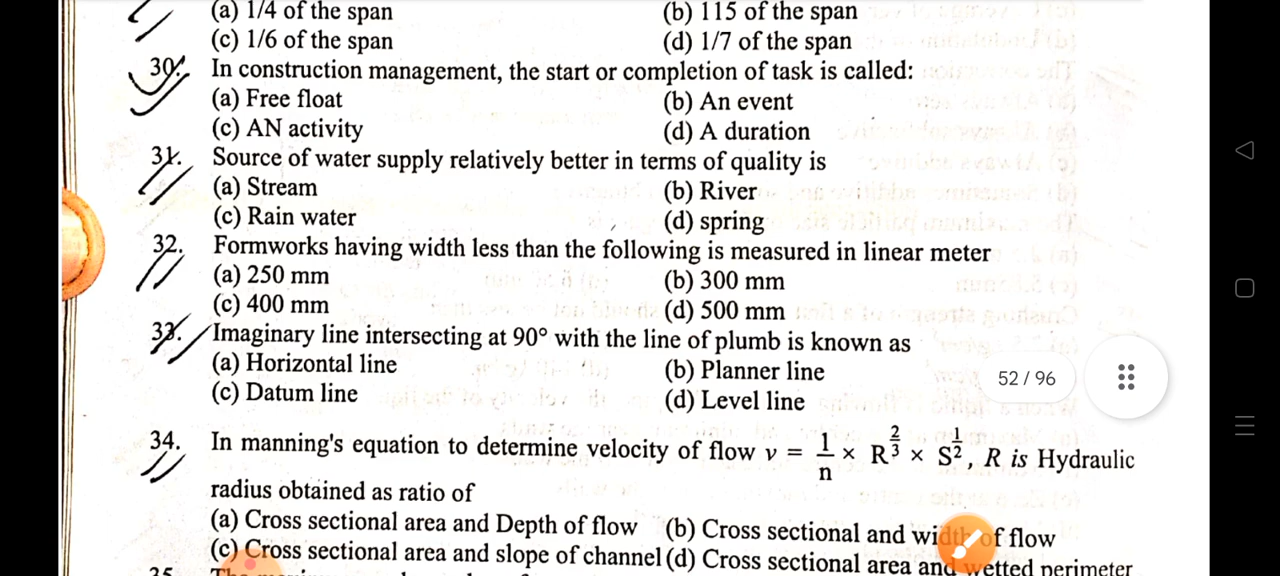 (a) 1/4 of the span (b) 115 of the span
(c) 1/6 of the span (d) 1/7 of the span
30. In construction management, the start or completion of task is called:
(a) Free float (b) An event
(c) AN activity (d) A duration
31. Source of water supply relatively better in terms of quality is
(a) Stream (b) River
(c) Rain water (d) spring
32. Formworks having width less than the following is measured in linear meter
(a) 250 mm (b) 300 mm
(c) 400 mm (d) 500 mm
33. Imaginary line intersecting at 90° with the line of plumb is known as
(a) Horizontal line (b) Planner line
(c) Datum line (d) Level line
52 / 96
34. In manning's equation to determine velocity of flow v = 1/n × R^2/3 × S^1/2, R is Hydraulic
radius obtained as ratio of
(a) Cross sectional area and Depth of flow (b) Cross sectional and width of flow
(c) Cross sectional area and slope of channel (d) Cross sectional area and wetted perimeter
35.